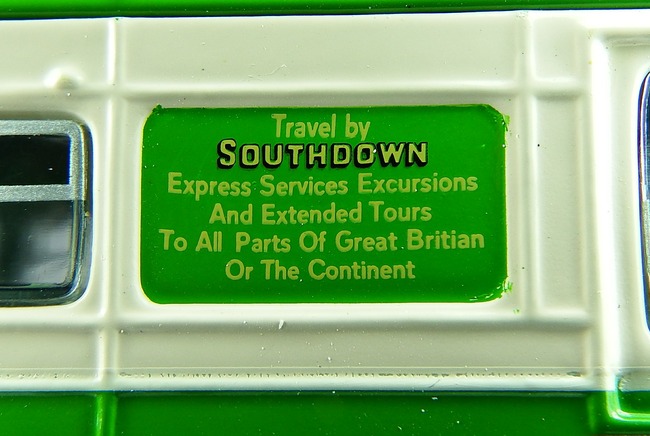 Travel by
SOUTHDOWN
Express Services Excursions
And Extended Tours
To All Parts Of Great Britian
Or The Continent